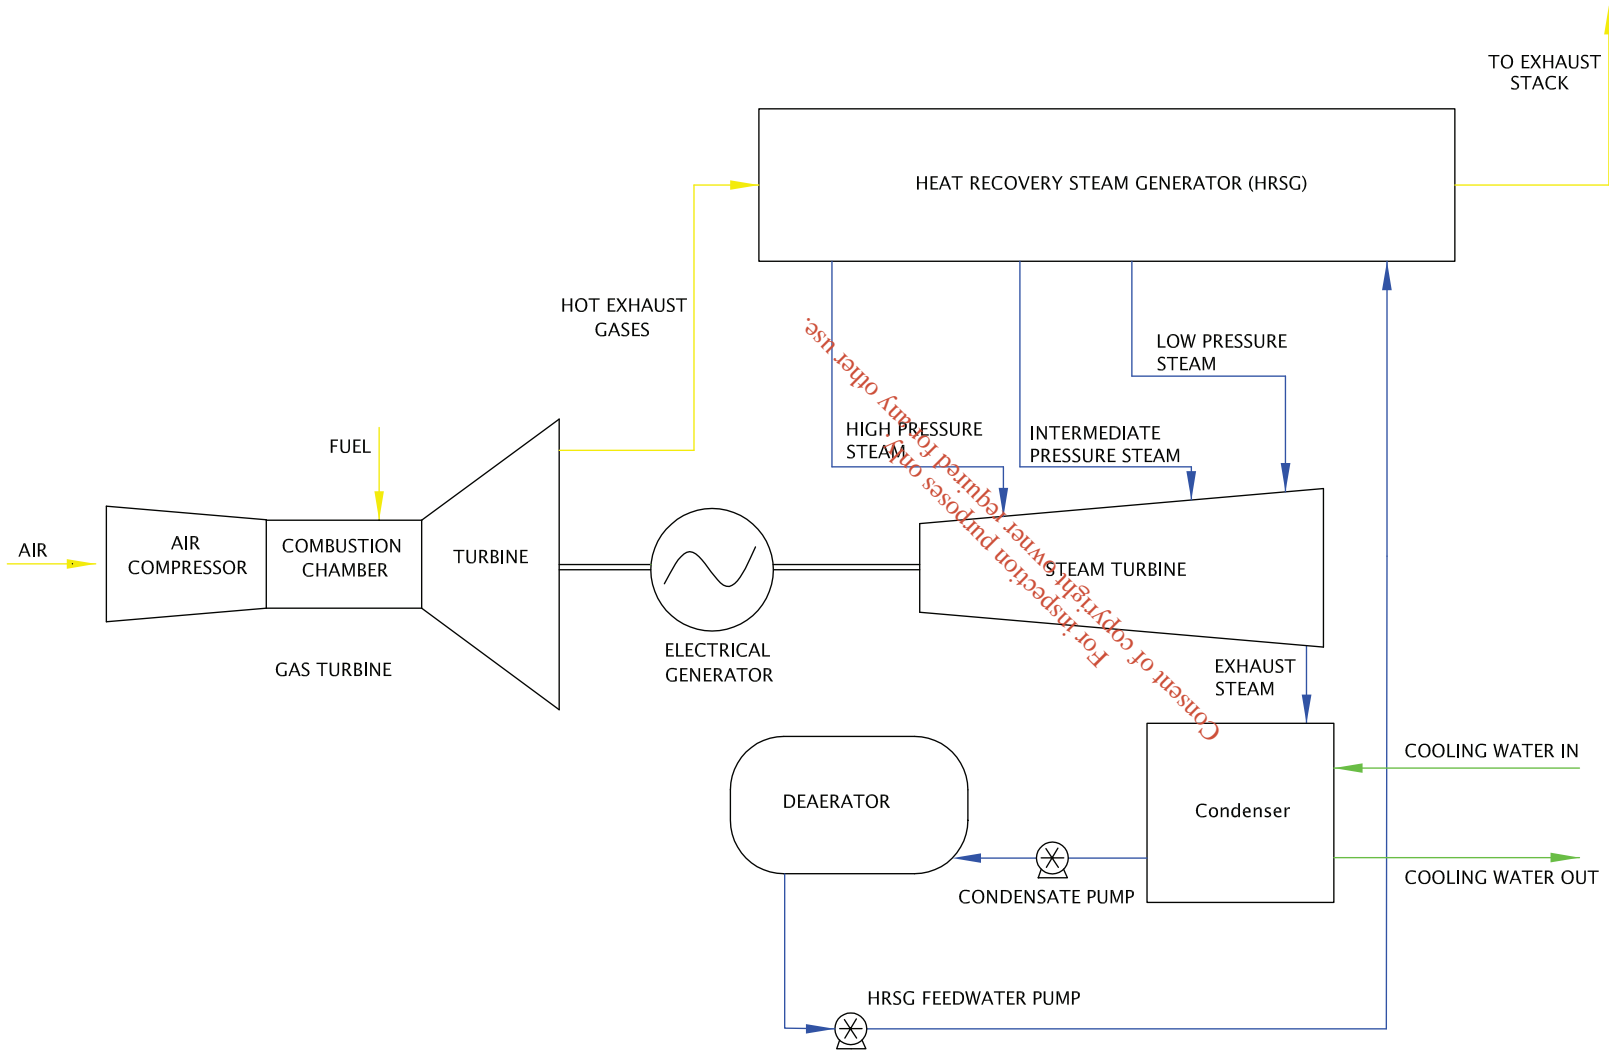 TO EXHAUST
STACK
HEAT RECOVERY STEAM GENERATOR (HRSG)
HOT EXHAUST
GASES
LOW PRESSURE
STEAM
HIGH PRESSURE
STEAM
INTERMEDIATE
PRESSURE STEAM
FUEL
AIR
AIR
COMPRESSOR
COMBUSTION
CHAMBER
TURBINE
STEAM TURBINE
ELECTRICAL
GENERATOR
GAS TURBINE
EXHAUST
STEAM
For inspection purposes only.
Consent of copyright owner required for any other use.
COOLING WATER IN
DEAERATOR
Condenser
COOLING WATER OUT
CONDENSATE PUMP
HRSG FEEDWATER PUMP